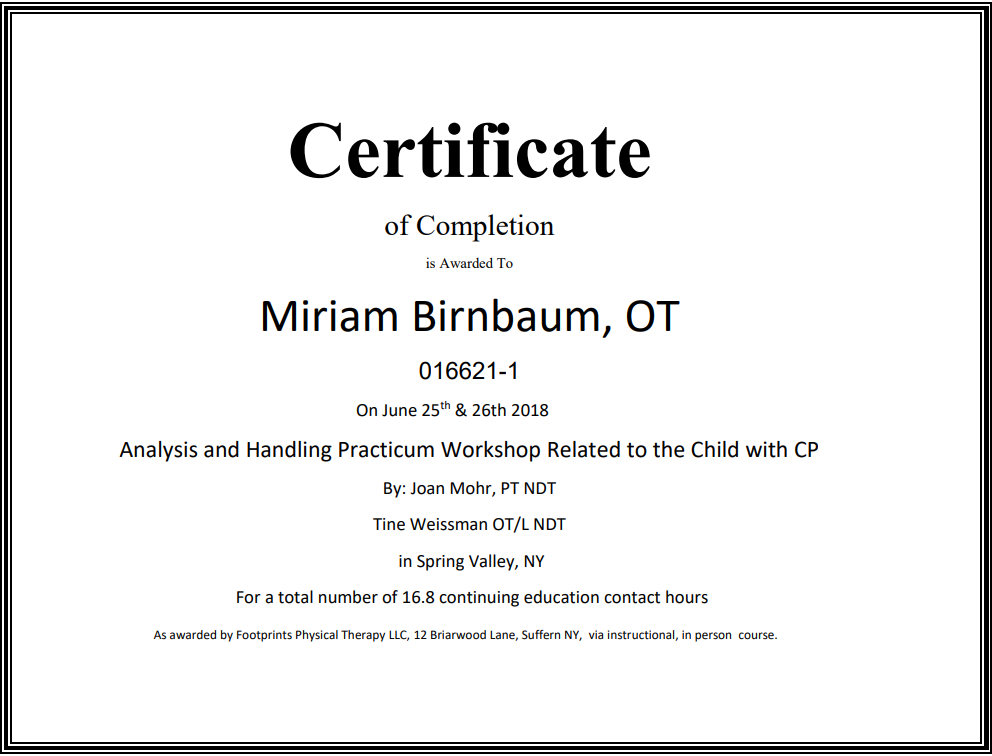 Certificate
of Completion
is Awarded To
Miriam Birnbaum, OT
016621-1
On June 25th & 26th 2018
Analysis and Handling Practicum Workshop Related to the Child with CP
By: Joan Mohr, PT NDT
Tine Weissman OT/L NDT
in Spring Valley, NY
For a total number of 16.8 continuing education contact hours
As awarded by Footprints Physical Therapy LLC, 12 Briarwood Lane, Suffern NY,  via instructional, in person  course.